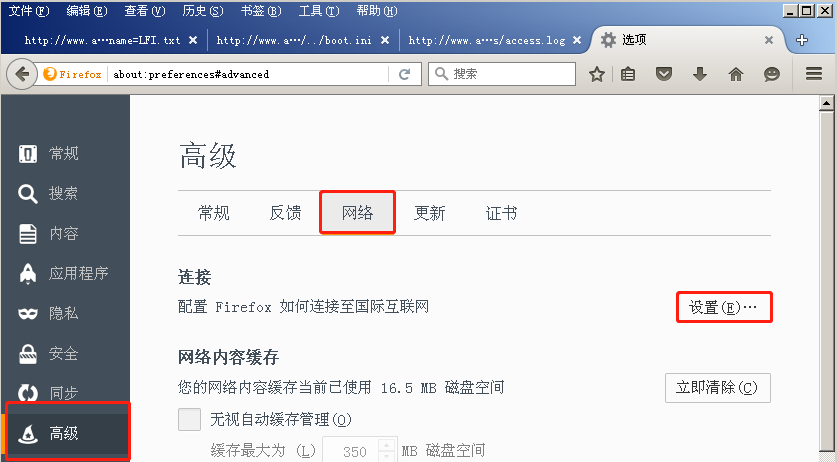 文件(F) 编辑(E) 查看(V) 历史(S) 书签(B) 工具(T) 帮助(H)
http://www.a…name=LFI.txt × http://www.a…/../boot.ini × http://www.a…s/access.log × 选项 × +
Firefox about:preferences#advanced 搜索
高级
常规 反馈 网络 更新 证书
常规
搜索
内容
应用程序
隐私
安全
同步
高级
连接
配置 Firefox 如何连接至国际互联网 设置(E)…
网络内容缓存
您的网络内容缓存当前已使用 16.5 MB 磁盘空间 立即清除(C)
无视自动缓存管理(O)
缓存最大为 (L) 350 MB 磁盘空间